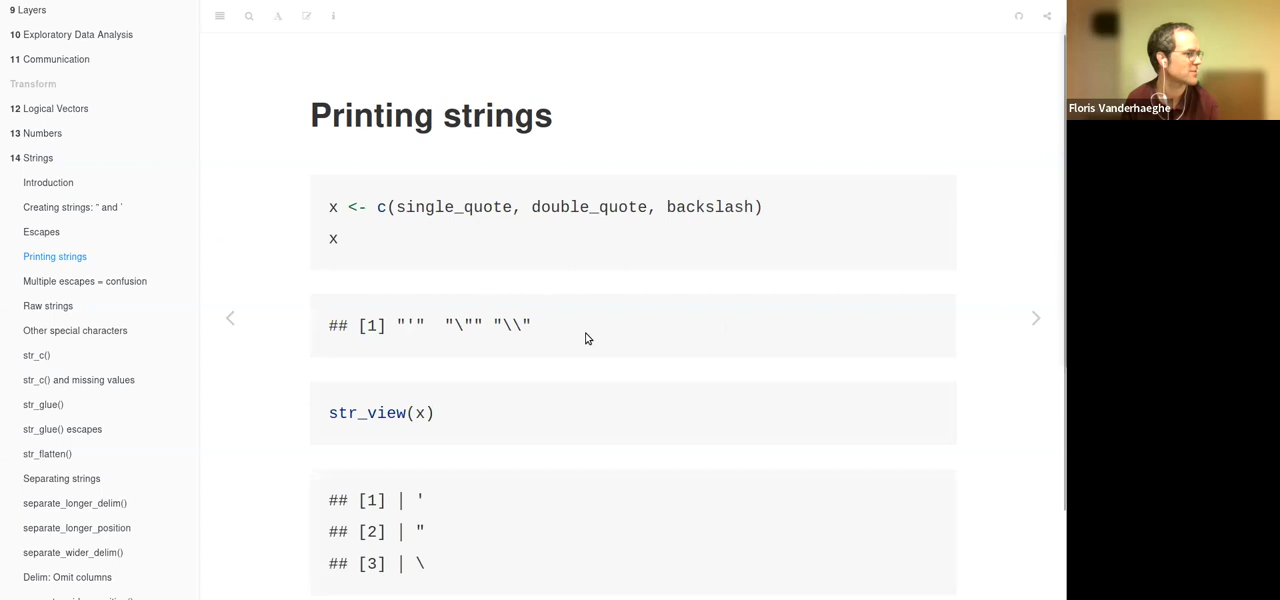 9 Layers
10 Exploratory Data Analysis
11 Communication
Transform
12 Logical Vectors
13 Numbers
14 Strings
Introduction
Creating strings: " and '
Escapes
Printing strings
Multiple escapes = confusion
Raw strings
Other special characters
str_c()
str_c() and missing values
str_glue()
str_glue() escapes
str_flatten()
Separating strings
separate_longer_delim()
separate_longer_position
separate_wider_delim()
Delim: Omit columns
Printing strings
x <- c(single_quote, double_quote, backslash)
x
## [1] "'"  "\"" "\\"
str_view(x)
## [1] │ '
## [2] │ "
## [3] │ \
Floris Vanderhaeghe